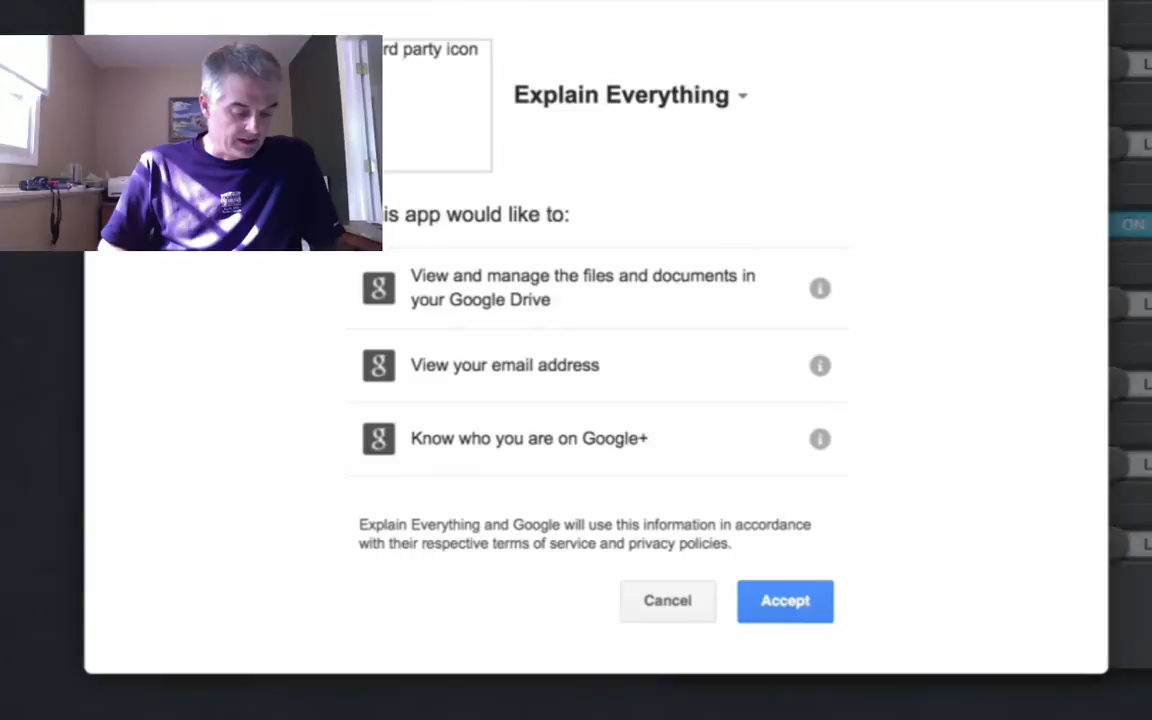 rd party icon
Explain Everything
is app would like to:
View and manage the files and documents in
your Google Drive
View your email address
Know who you are on Google+
Explain Everything and Google will use this information in accordance
with their respective terms of service and privacy policies.
Cancel
Accept
ON